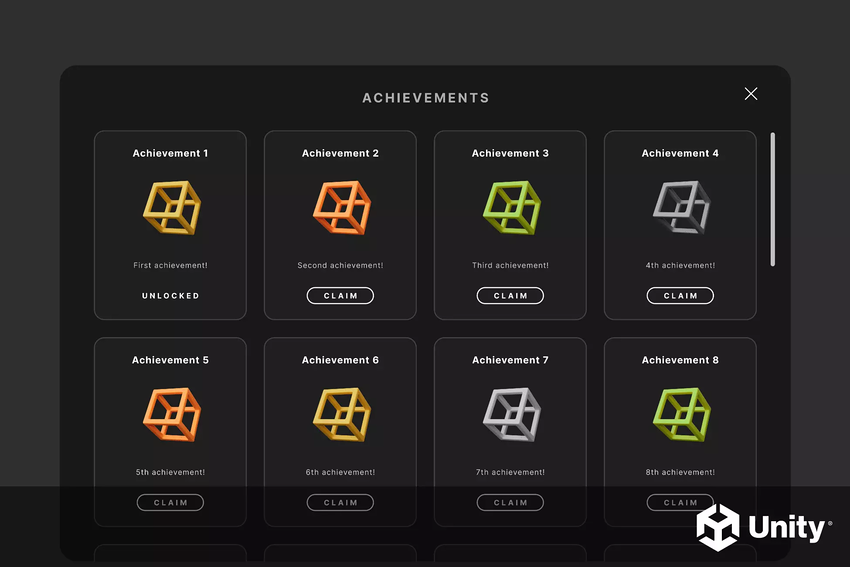 ACHIEVEMENTS
Achievement 1
Achievement 2
Achievement 3
Achievement 4
First achievement!
Second achievement!
Third achievement!
4th achievement!
UNLOCKED
CLAIM
CLAIM
CLAIM
Achievement 5
Achievement 6
Achievement 7
Achievement 8
5th achievement!
6th achievement!
7th achievement!
8th achievement!
CLAIM
CLAIM
CLAIM
CLAIM
Unity®